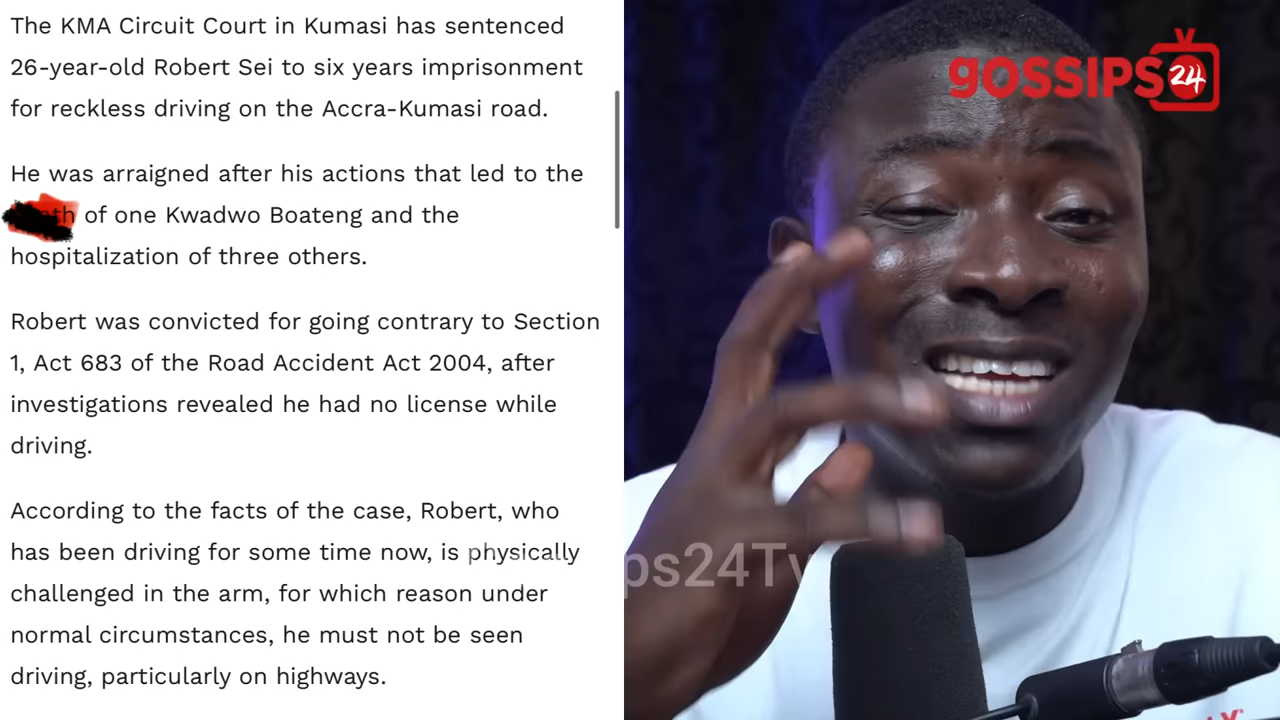 The KMA Circuit Court in Kumasi has sentenced
26-year-old Robert Sei to six years imprisonment
for reckless driving on the Accra-Kumasi road.
He was arraigned after his actions that led to the
of one Kwadwo Boateng and the
hospitalization of three others.
Robert was convicted for going contrary to Section
1, Act 683 of the Road Accident Act 2004, after
investigations revealed he had no license while
driving.
According to the facts of the case, Robert, who
has been driving for some time now, is physically
challenged in the arm, for which reason under
normal circumstances, he must not be seen
driving, particularly on highways.
gOSSIPS24
ps24Tv